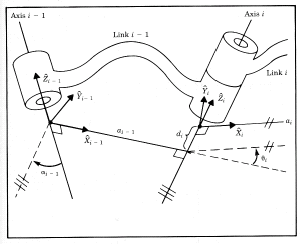 Axis i − 1
Link i − 1
Axis i
Link i
Ẑi−1
Ŷi−1
Ŷi
Ẑi
ai
X̂i
ai−1
di
X̂i−1
θi
αi−1